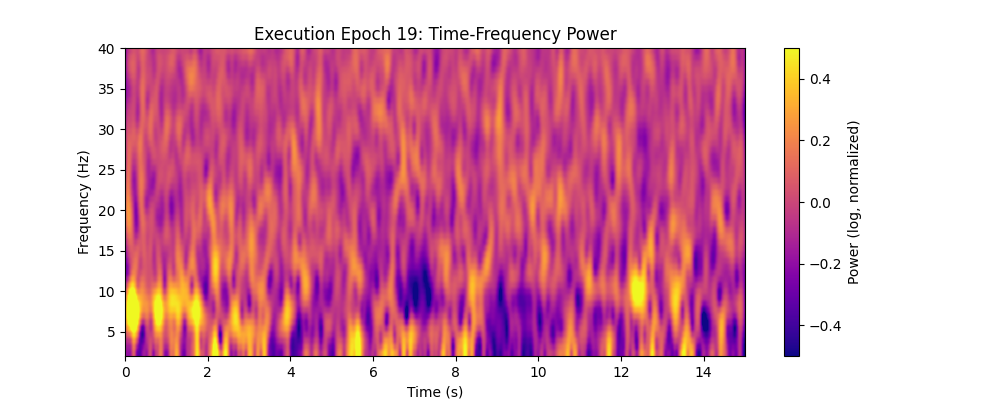 Execution Epoch 19: Time-Frequency Power
40
35
30
25
20
15
10
5
Frequency (Hz)
0 2 4 6 8 10 12 14
Time (s)
0.4
0.2
0.0
−0.2
−0.4
Power (log, normalized)